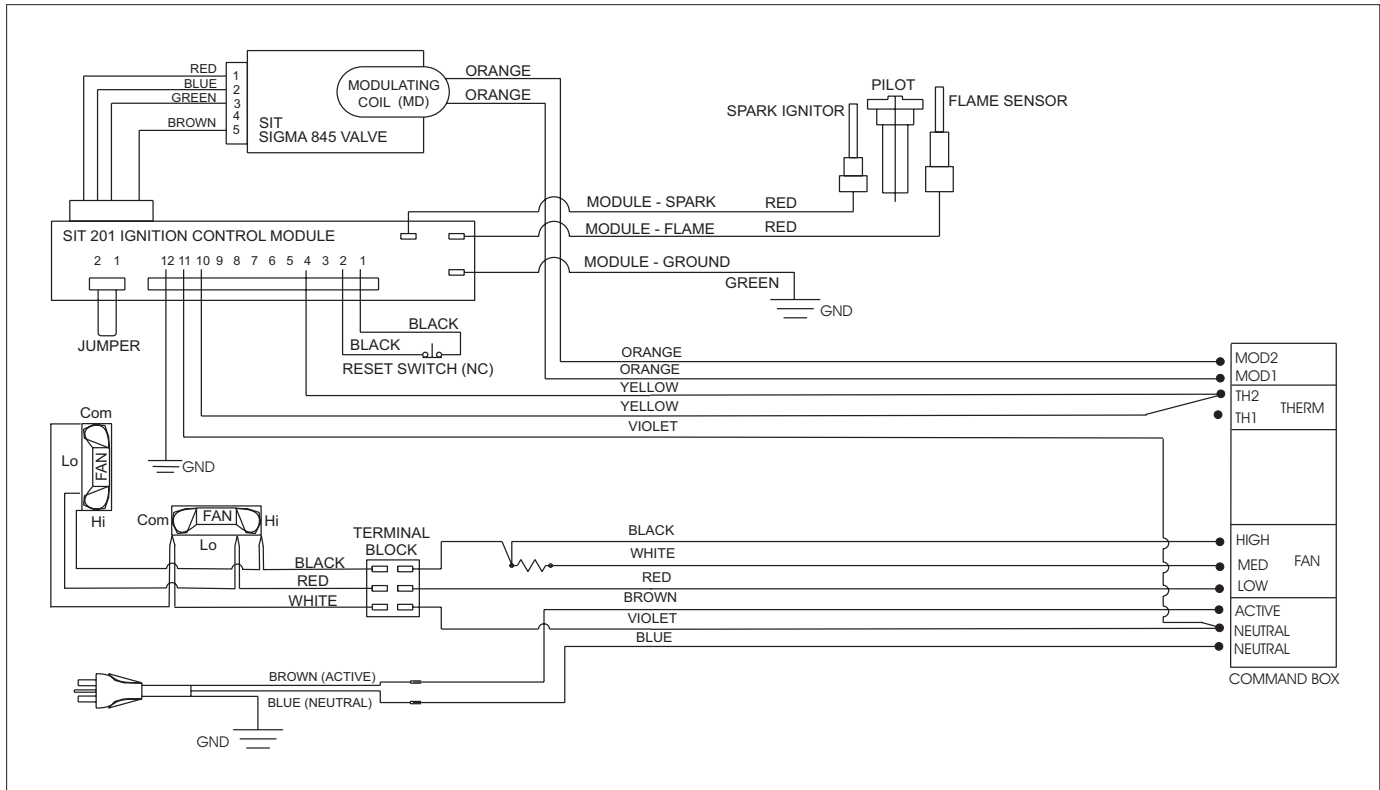 RED
BLUE
GREEN
BROWN
1
2
3
4
5
SIT
SIGMA 845 VALVE
MODULATING
COIL (MD)
ORANGE
ORANGE
SPARK IGNITOR
PILOT
FLAME SENSOR
MODULE - SPARK RED
MODULE - FLAME RED
MODULE - GROUND
GREEN
GND
SIT 201 IGNITION CONTROL MODULE
2 1 12 11 10 9 8 7 6 5 4 3 2 1
JUMPER
BLACK
BLACK
RESET SWITCH (NC)
ORANGE
ORANGE
YELLOW
YELLOW
VIOLET
MOD2
MOD1
TH2
TH1
THERM
GND
Com
Lo
FAN
Hi
Com
FAN
Hi
Lo
TERMINAL
BLOCK
BLACK
RED
WHITE
BLACK
WHITE
RED
BROWN
VIOLET
BLUE
HIGH
MED
LOW
FAN
ACTIVE
NEUTRAL
NEUTRAL
COMMAND BOX
BROWN (ACTIVE)
BLUE (NEUTRAL)
GND